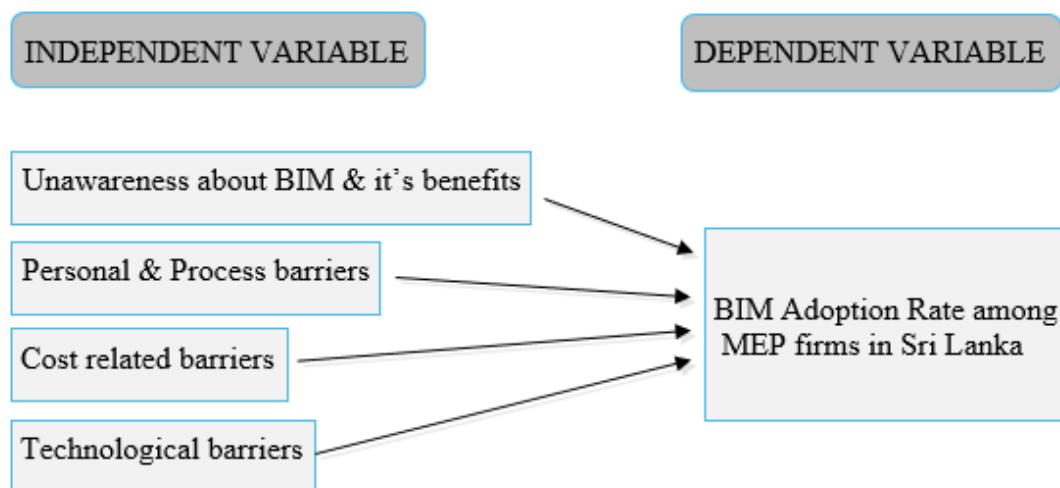 INDEPENDENT VARIABLE
DEPENDENT VARIABLE
Unawareness about BIM & it’s benefits
Personal & Process barriers
Cost related barriers
Technological barriers
BIM Adoption Rate among
MEP firms in Sri Lanka